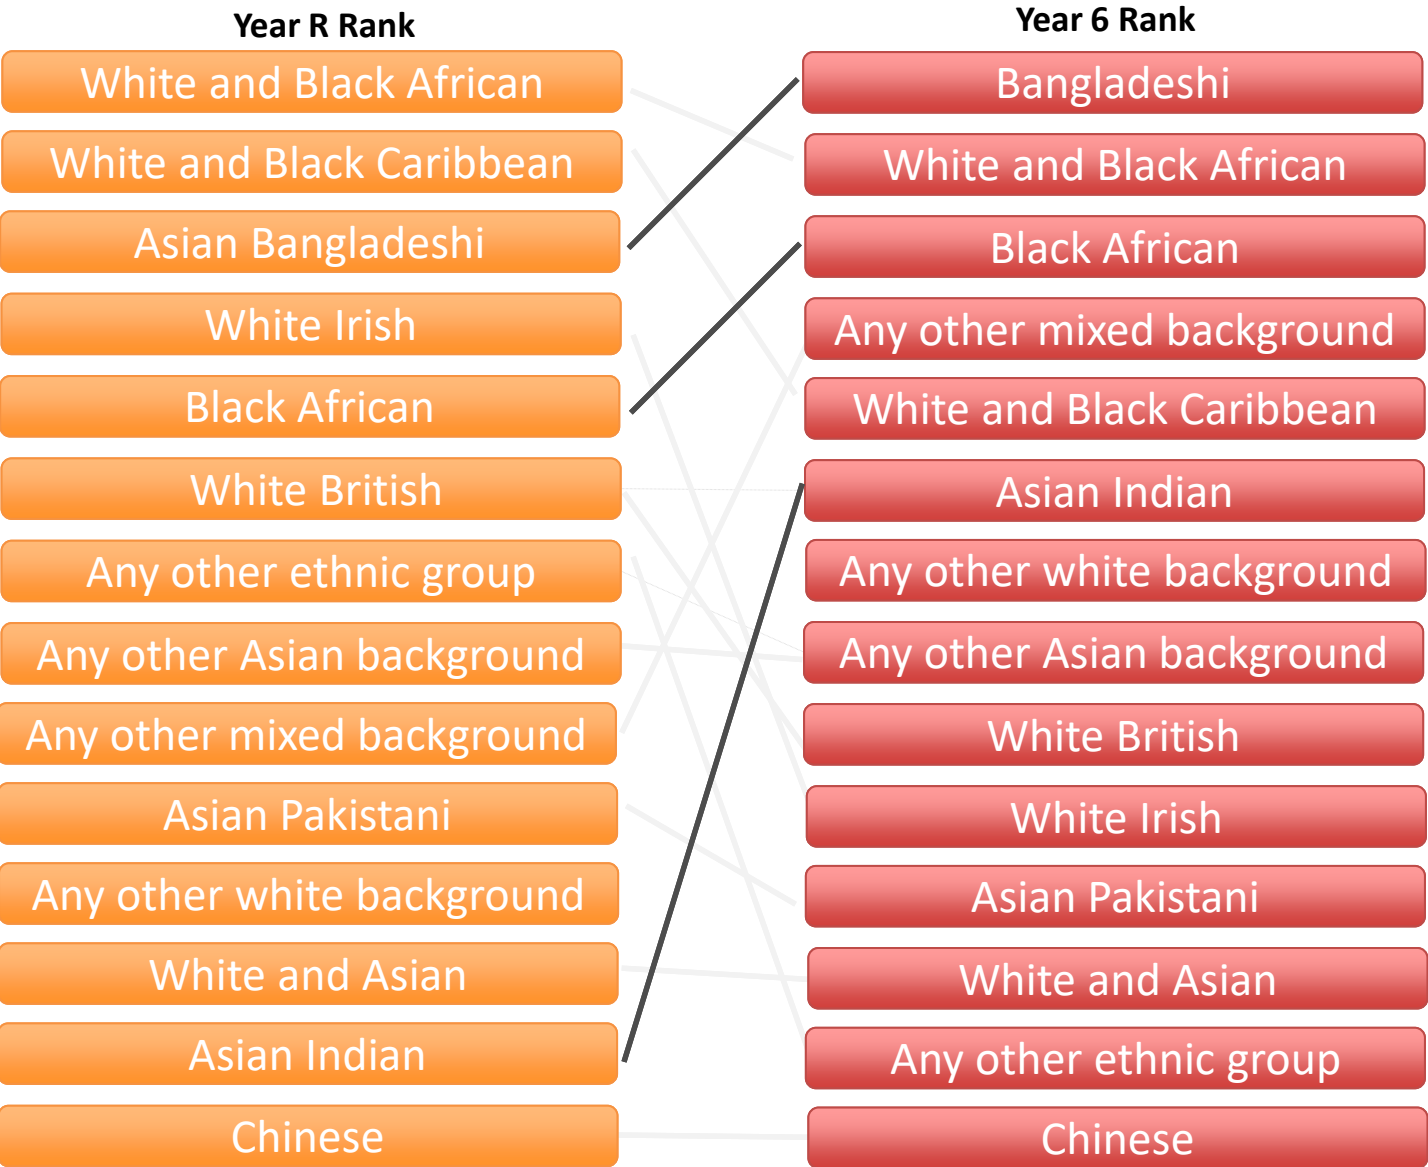 Year R Rank
White and Black African
White and Black Caribbean
Asian Bangladeshi
White Irish
Black African
White British
Any other ethnic group
Any other Asian background
Any other mixed background
Asian Pakistani
Any other white background
White and Asian
Asian Indian
Chinese
Year 6 Rank
Bangladeshi
White and Black African
Black African
Any other mixed background
White and Black Caribbean
Asian Indian
Any other white background
Any other Asian background
White British
White Irish
Asian Pakistani
White and Asian
Any other ethnic group
Chinese